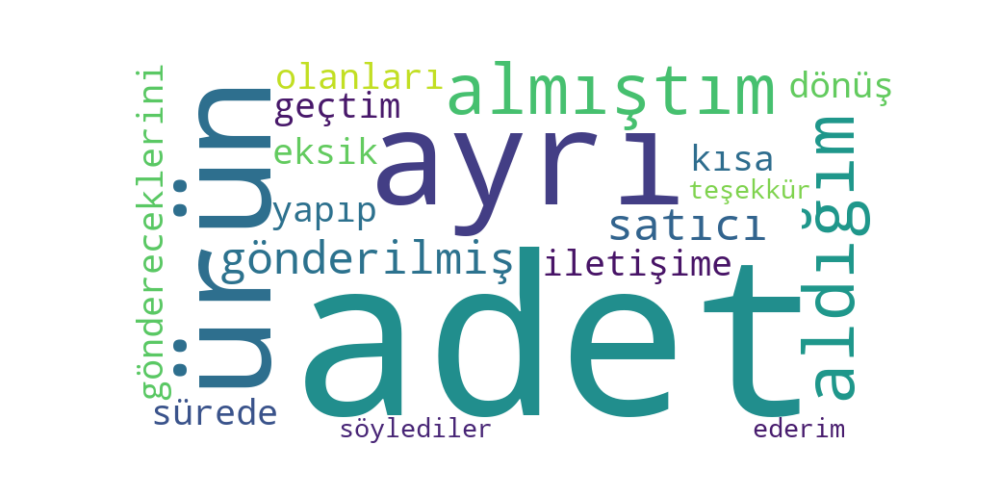 olanları
almıştım
dönüş
geçtim
ürün
göndereceklerini
ayrı
eksik
kısa
teşekkür
aldığım
yapıp
satıcı
gönderilmiş
iletişime
adet
sürede
söylediler
ederim